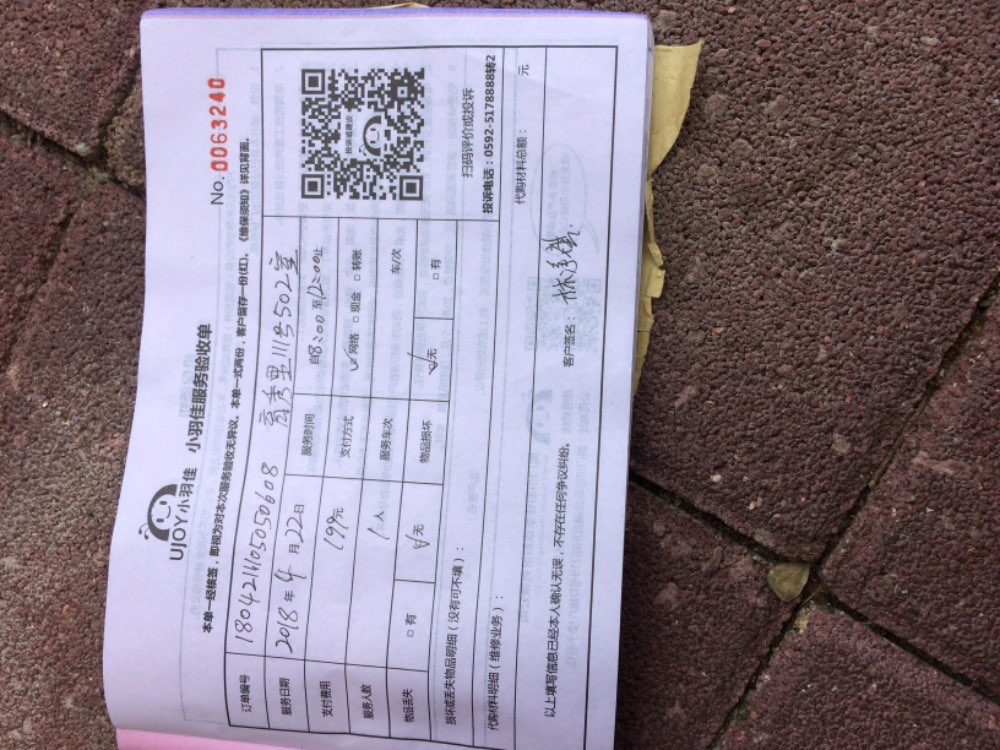 No. 0063240
UJOY小羽佳 小羽佳服务验收单
本单一经核签，即视为对本次服务验收无异议。本单一式两份，客户留存一份(红)。《维保须知》详见背面。
订单编号 1804211105050608 高秀里111号502室
服务日期 2018年4月22日 服务时间 自8:00至12:00止
支付费用 199元 支付方式 ☑网络 □现金 □转账
服务人数 1人 服务车次 车/次
物品丢失 □有 ☑无 物品损坏 ☑无 □有
损坏或丢失物品明细（没有可不填）：
代购材料明细（维修业务）： 代购材料总额： 元
投诉或建议
扫码评价或投诉
投诉电话：0592-5178888转2
以上填写信息已经本人确认无误，不存在任何争议纠纷。 客户签名：